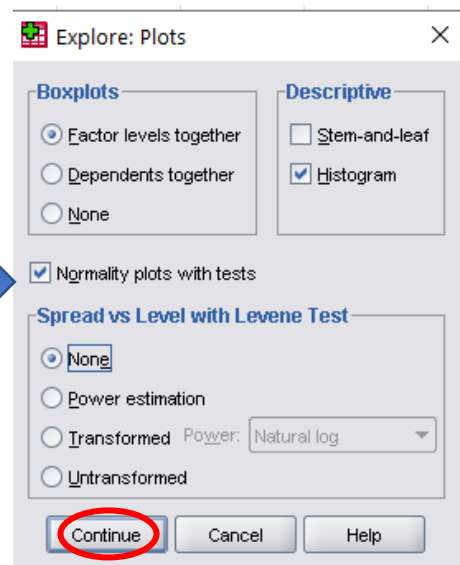 Explore: Plots
Boxplots
Factor levels together
Dependents together
None
Descriptive
Stem-and-leaf
Histogram
Normality plots with tests
Spread vs Level with Levene Test
None
Power estimation
Transformed Power: Natural log
Untransformed
Continue Cancel Help